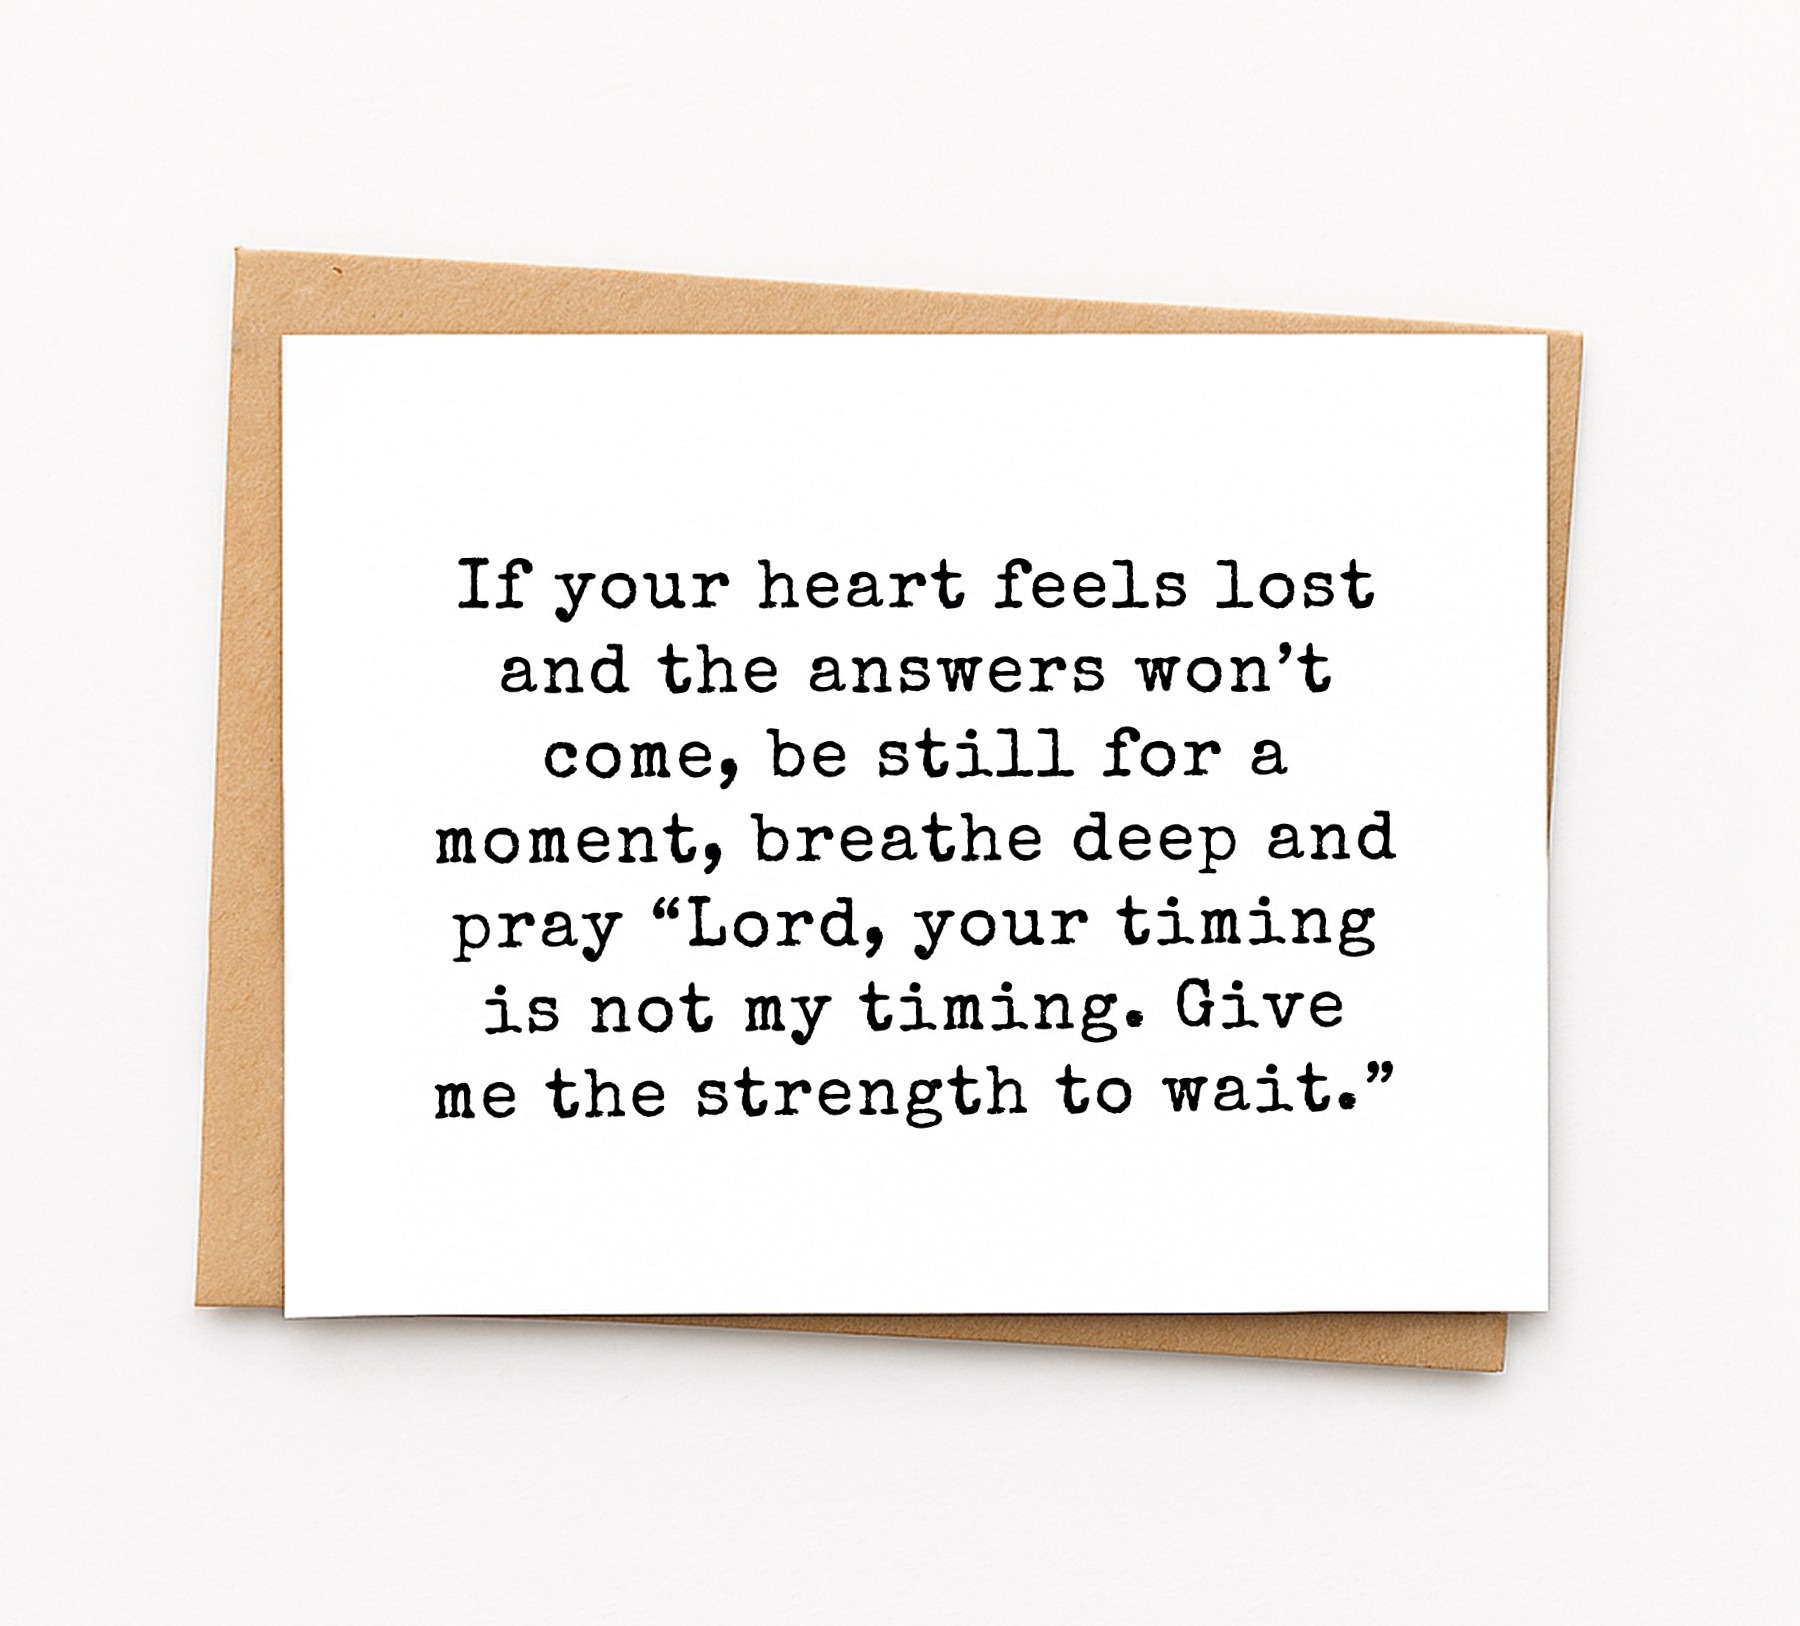 If your heart feels lost
and the answers won’t
come, be still for a
moment, breathe deep and
pray “Lord, your timing
is not my timing. Give
me the strength to wait.”